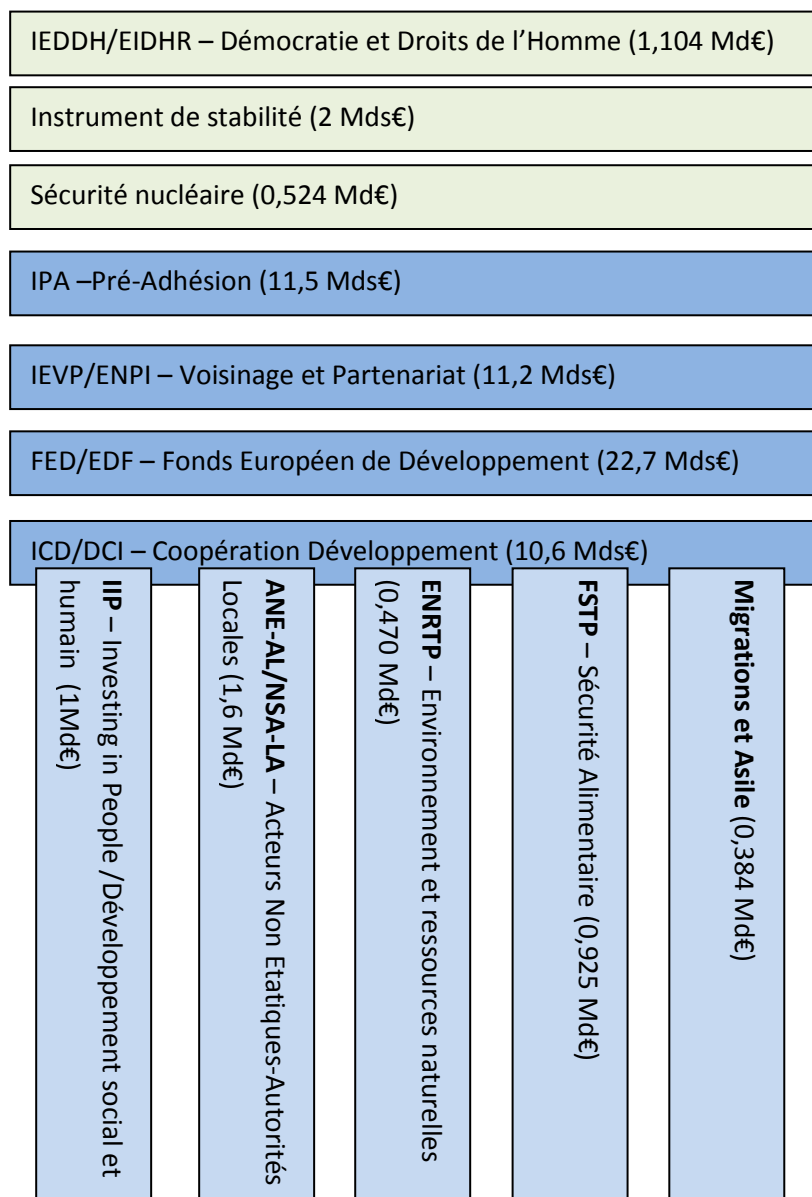 IEDDH/EIDHR – Démocratie et Droits de l’Homme (1,104 Md€)
Instrument de stabilité (2 Mds€)
Sécurité nucléaire (0,524 Md€)
IPA –Pré-Adhésion (11,5 Mds€)
IEVP/ENPI – Voisinage et Partenariat (11,2 Mds€)
FED/EDF – Fonds Européen de Développement (22,7 Mds€)
ICD/DCI – Coopération Développement (10,6 Mds€)
IIP – Investing in People /Développement social et
humain (1Md€)
ANE-AL/NSA-LA – Acteurs Non Etatiques-Autorités
Locales (1,6 Md€)
ENRTP – Environnement et ressources naturelles
(0,470 Md€)
FSTP – Sécurité Alimentaire (0,925 Md€)
Migrations et Asile (0,384 Md€)